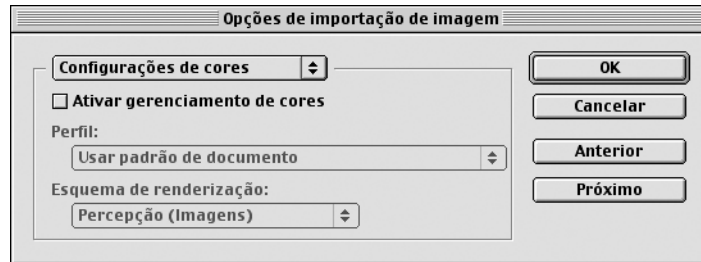 Opções de importação de imagem
Configurações de cores
Ativar gerenciamento de cores
Perfil:
Usar padrão de documento
Esquema de renderização:
Percepção (Imagens)
OK
Cancelar
Anterior
Próximo